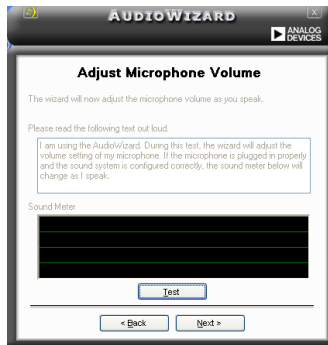 AUDIOWIZARD
X
ANALOG
DEVICES
Adjust Microphone Volume
The wizard will now adjust the microphone volume as you speak.
Please read the following text out loud.
I am using the AudioWizard. During this test, the wizard will adjust the
volume setting of my microphone. If the microphone is plugged in properly
and the sound system is configured correctly, the sound meter below will
change as I speak.
Sound Meter
Test
< Back
Next >